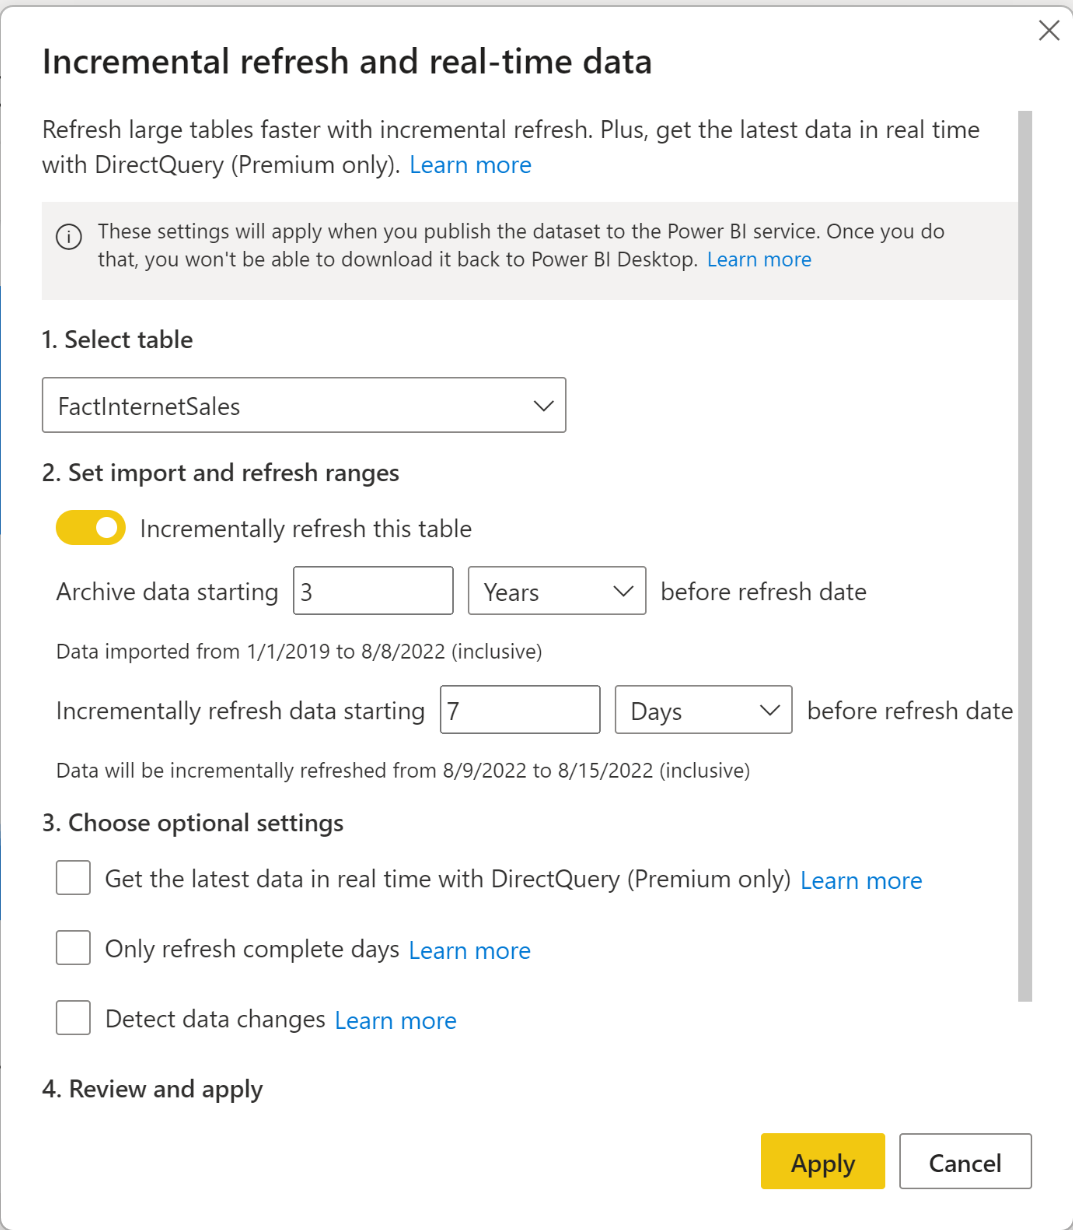 Incremental refresh and real-time data
Refresh large tables faster with incremental refresh. Plus, get the latest data in real time
with DirectQuery (Premium only). Learn more
These settings will apply when you publish the dataset to the Power BI service. Once you do
that, you won't be able to download it back to Power BI Desktop. Learn more
1. Select table
FactInternetSales
2. Set import and refresh ranges
Incrementally refresh this table
Archive data starting 3 Years before refresh date
Data imported from 1/1/2019 to 8/8/2022 (inclusive)
Incrementally refresh data starting 7 Days before refresh date
Data will be incrementally refreshed from 8/9/2022 to 8/15/2022 (inclusive)
3. Choose optional settings
Get the latest data in real time with DirectQuery (Premium only) Learn more
Only refresh complete days Learn more
Detect data changes Learn more
4. Review and apply
Apply Cancel